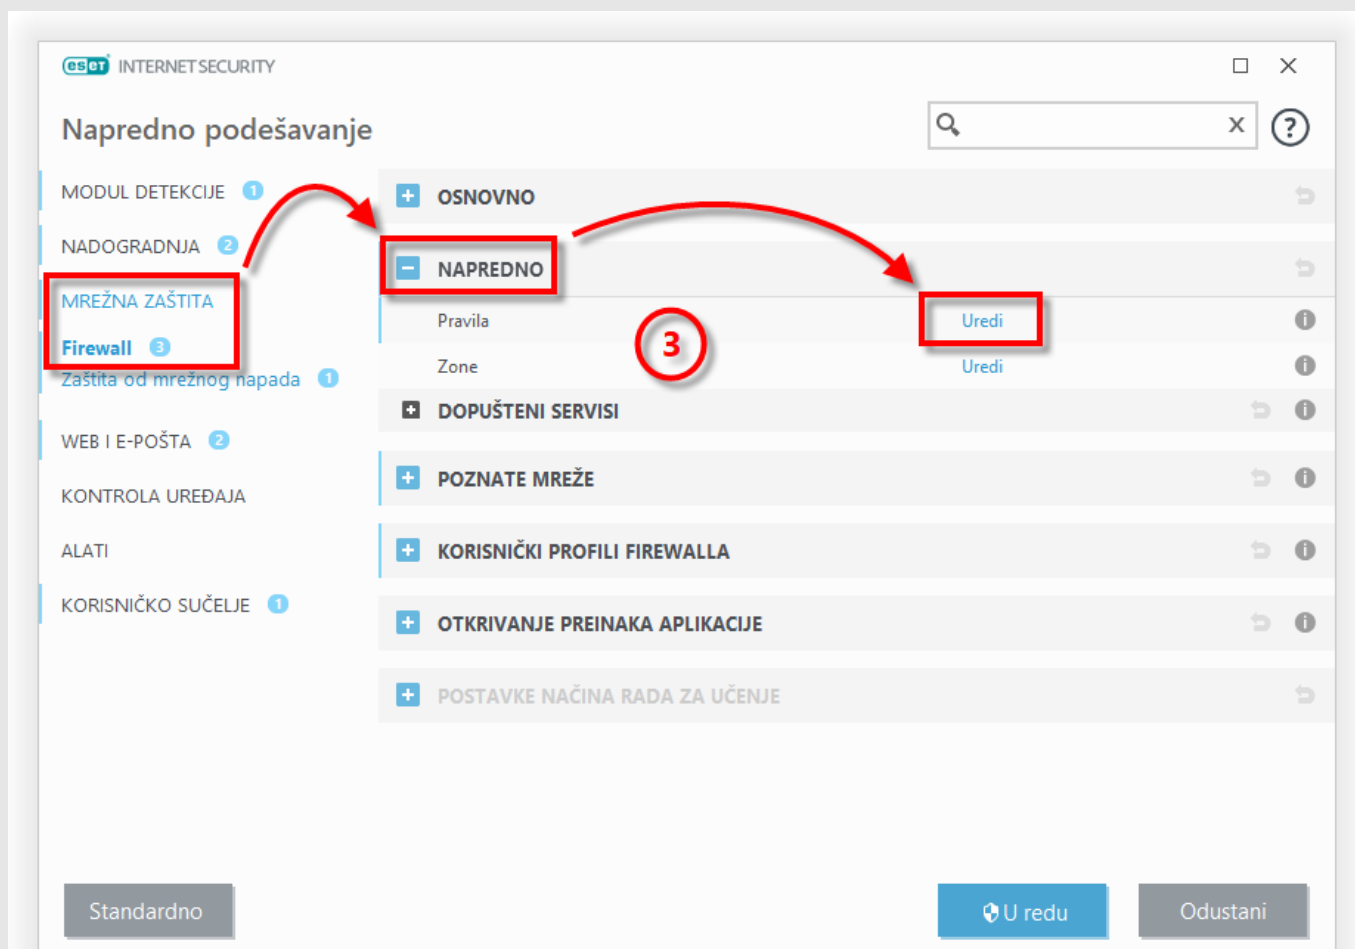 eset INTERNET SECURITY
Napredno podešavanje
X
?
MODUL DETEKCIJE 1
NADOGRADNJA 2
MREŽNA ZAŠTITA
Firewall 3
Zaštita od mrežnog napada 1
WEB I E-POŠTA 2
KONTROLA UREĐAJA
ALATI
KORISNIČKO SUČELJE 1
OSNOVNO
NAPREDNO
Pravila Uredi
3
Zone Uredi
DOPUŠTENI SERVISI
POZNATE MREŽE
KORISNIČKI PROFILI FIREWALLA
OTKRIVANJE PREINAKA APLIKACIJE
POSTAVKE NAČINA RADA ZA UČENJE
Standardno
U redu
Odustani